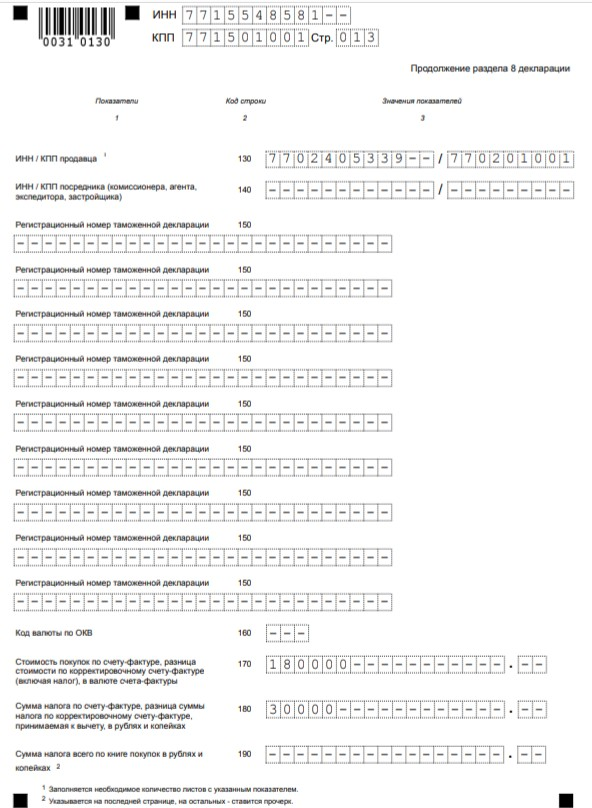 ИНН 7715548581--
0031 0130
КПП 771501001 Стр. 013
Продолжение раздела 8 декларации
Показатели Код строки Значения показателей
1 2 3
ИНН / КПП продавца 1 130 7702405339-- / 770201001
ИНН / КПП посредника (комиссионера, агента, 140 ------------ / ---------
экспедитора, застройщика)
Регистрационный номер таможенной декларации 150
---------------------------
Регистрационный номер таможенной декларации 150
---------------------------
Регистрационный номер таможенной декларации 150
---------------------------
Регистрационный номер таможенной декларации 150
---------------------------
Регистрационный номер таможенной декларации 150
---------------------------
Регистрационный номер таможенной декларации 150
---------------------------
Регистрационный номер таможенной декларации 150
---------------------------
Регистрационный номер таможенной декларации 150
---------------------------
Регистрационный номер таможенной декларации 150
---------------------------
Код валюты по ОКВ 160 ---
Стоимость покупок по счету-фактуре, разница 170 180000----------- . --
стоимости по корректировочному счету-фактуре
(включая налог), в валюте счета-фактуры
Сумма налога по счету-фактуре, разница суммы 180 30000------------ . --
налога по корректировочному счету-фактуре,
принимаемая к вычету, в рублях и копейках
Сумма налога всего по книге покупок в рублях и 190 ----------------- . --
копейках 2
1 Заполняется необходимое количество листов с указанным показателем.
2 Указывается на последней странице, на остальных - ставится прочерк.